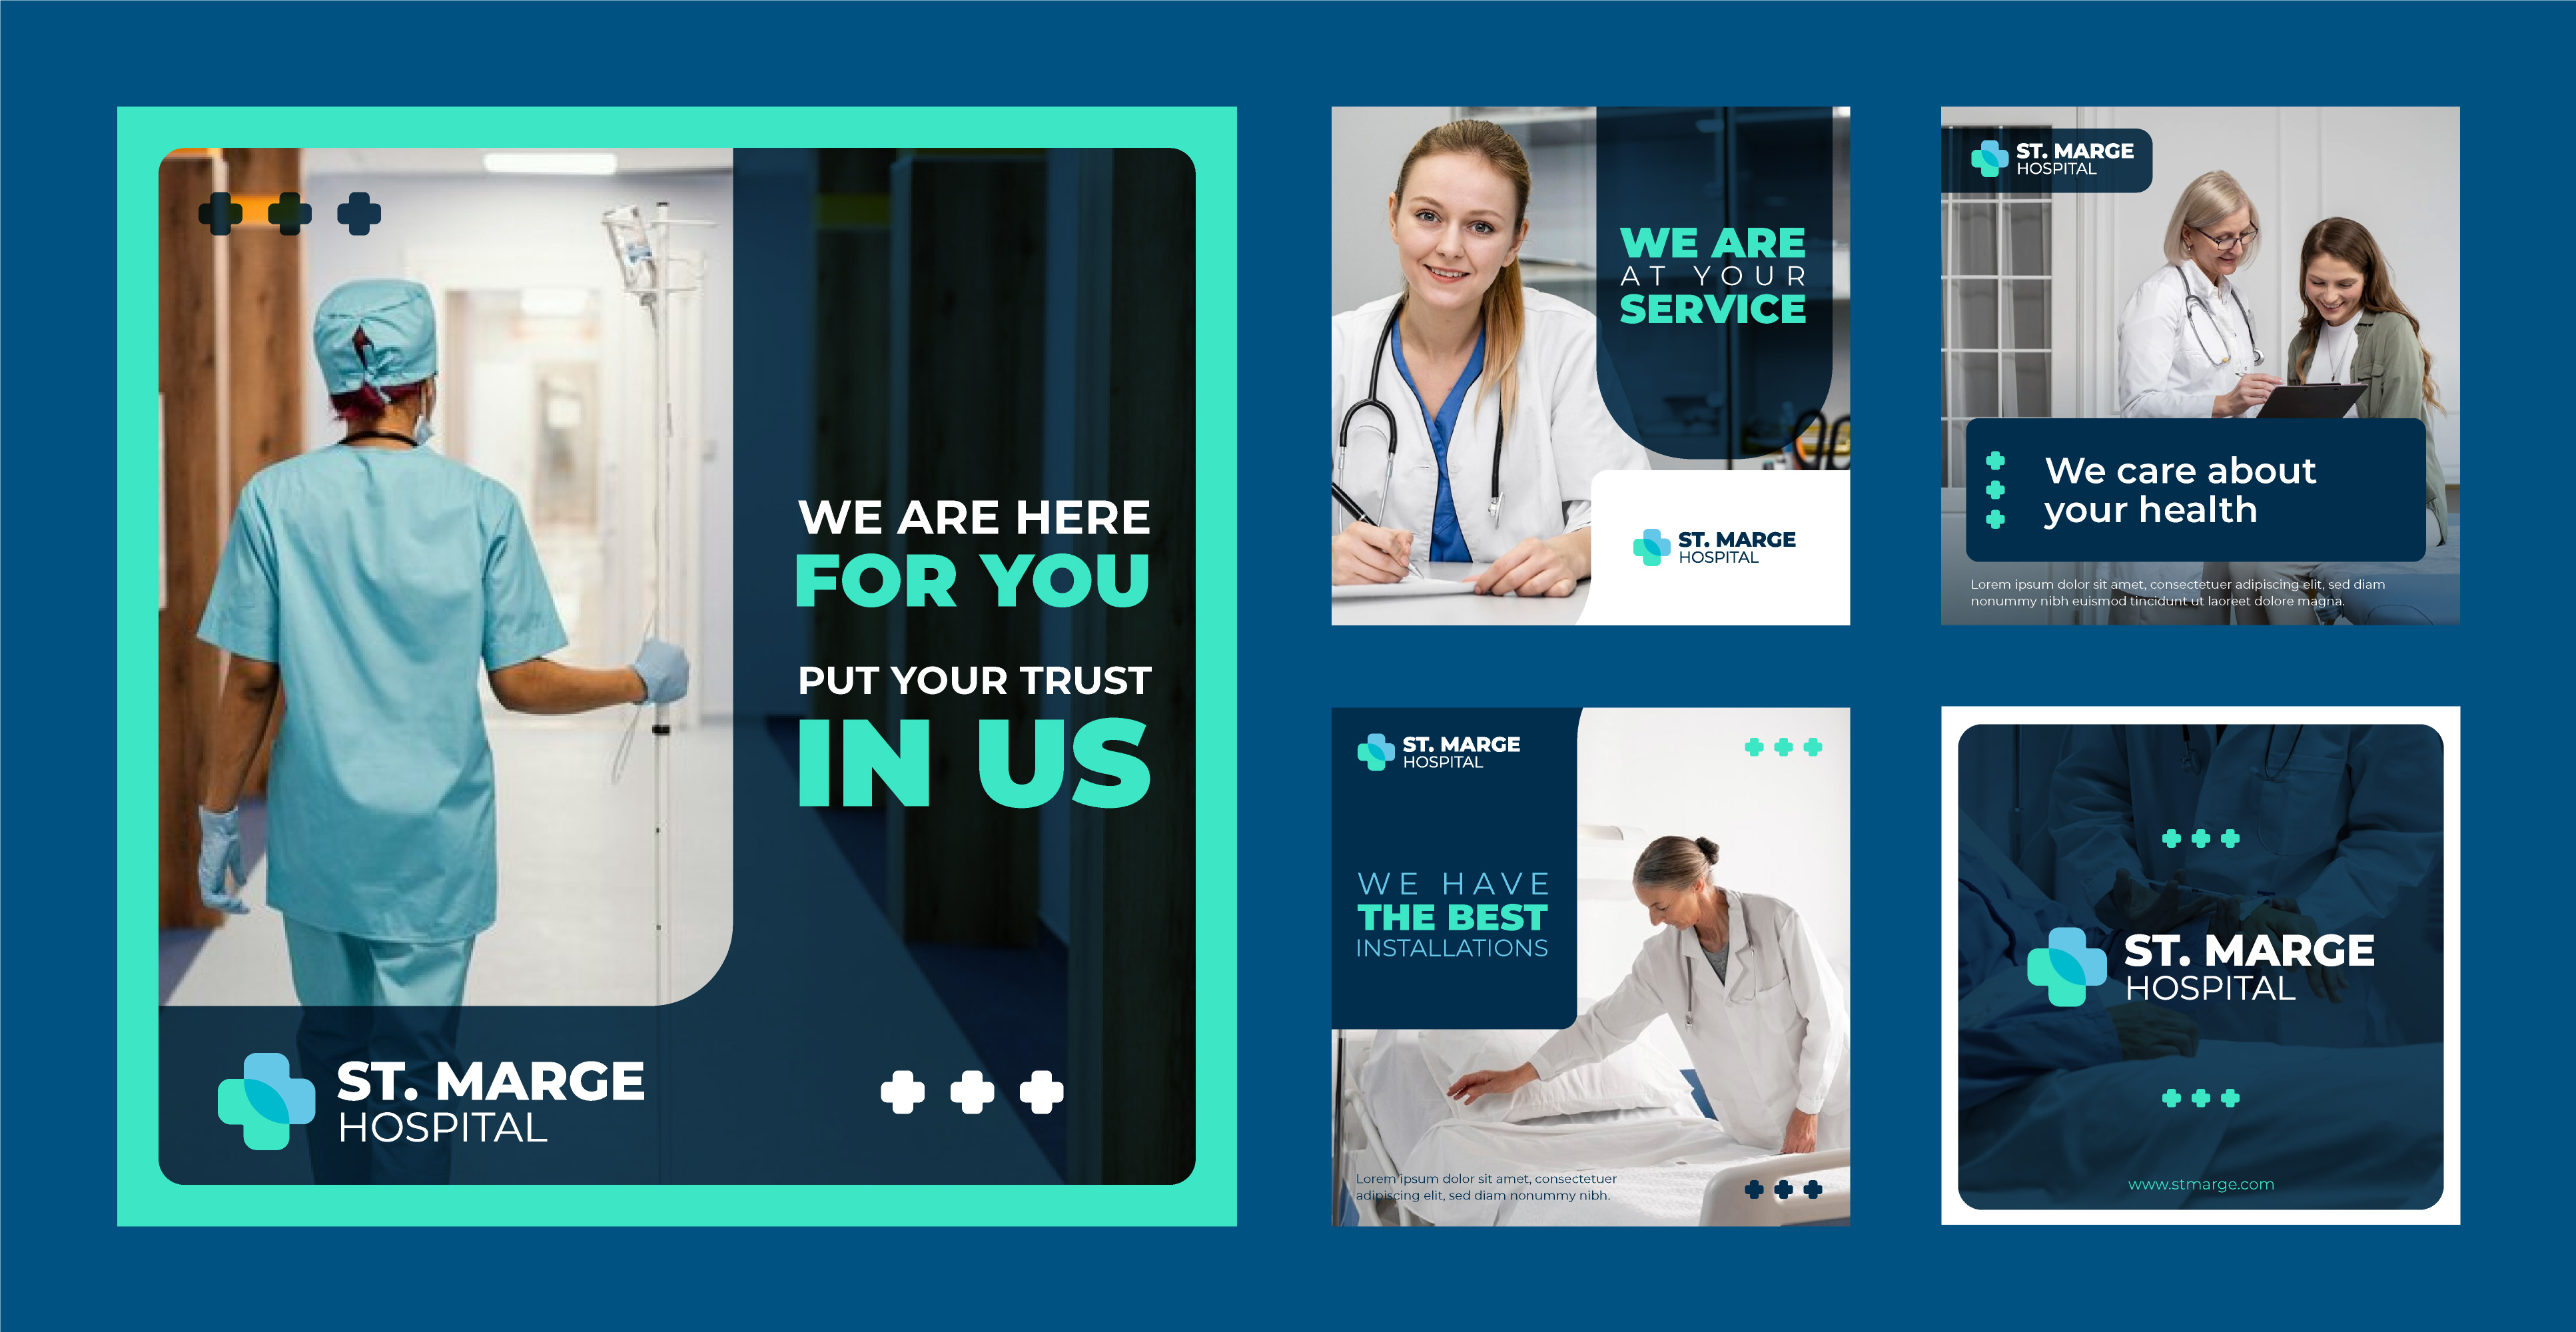 WE ARE HERE
FOR YOU
PUT YOUR TRUST
IN US
ST. MARGE
HOSPITAL
WE ARE
AT YOUR
SERVICE
ST. MARGE
HOSPITAL
ST. MARGE
HOSPITAL
We care about
your health
Lorem ipsum dolor sit amet, consectetuer adipiscing elit, sed diam
nonummy nibh euismod tincidunt ut laoreet dolore magna.
ST. MARGE
HOSPITAL
WE HAVE
THE BEST
INSTALLATIONS
Lorem ipsum dolor sit amet, consectetuer
adipiscing elit, sed diam nonummy nibh.
ST. MARGE
HOSPITAL
www.stmarge.com